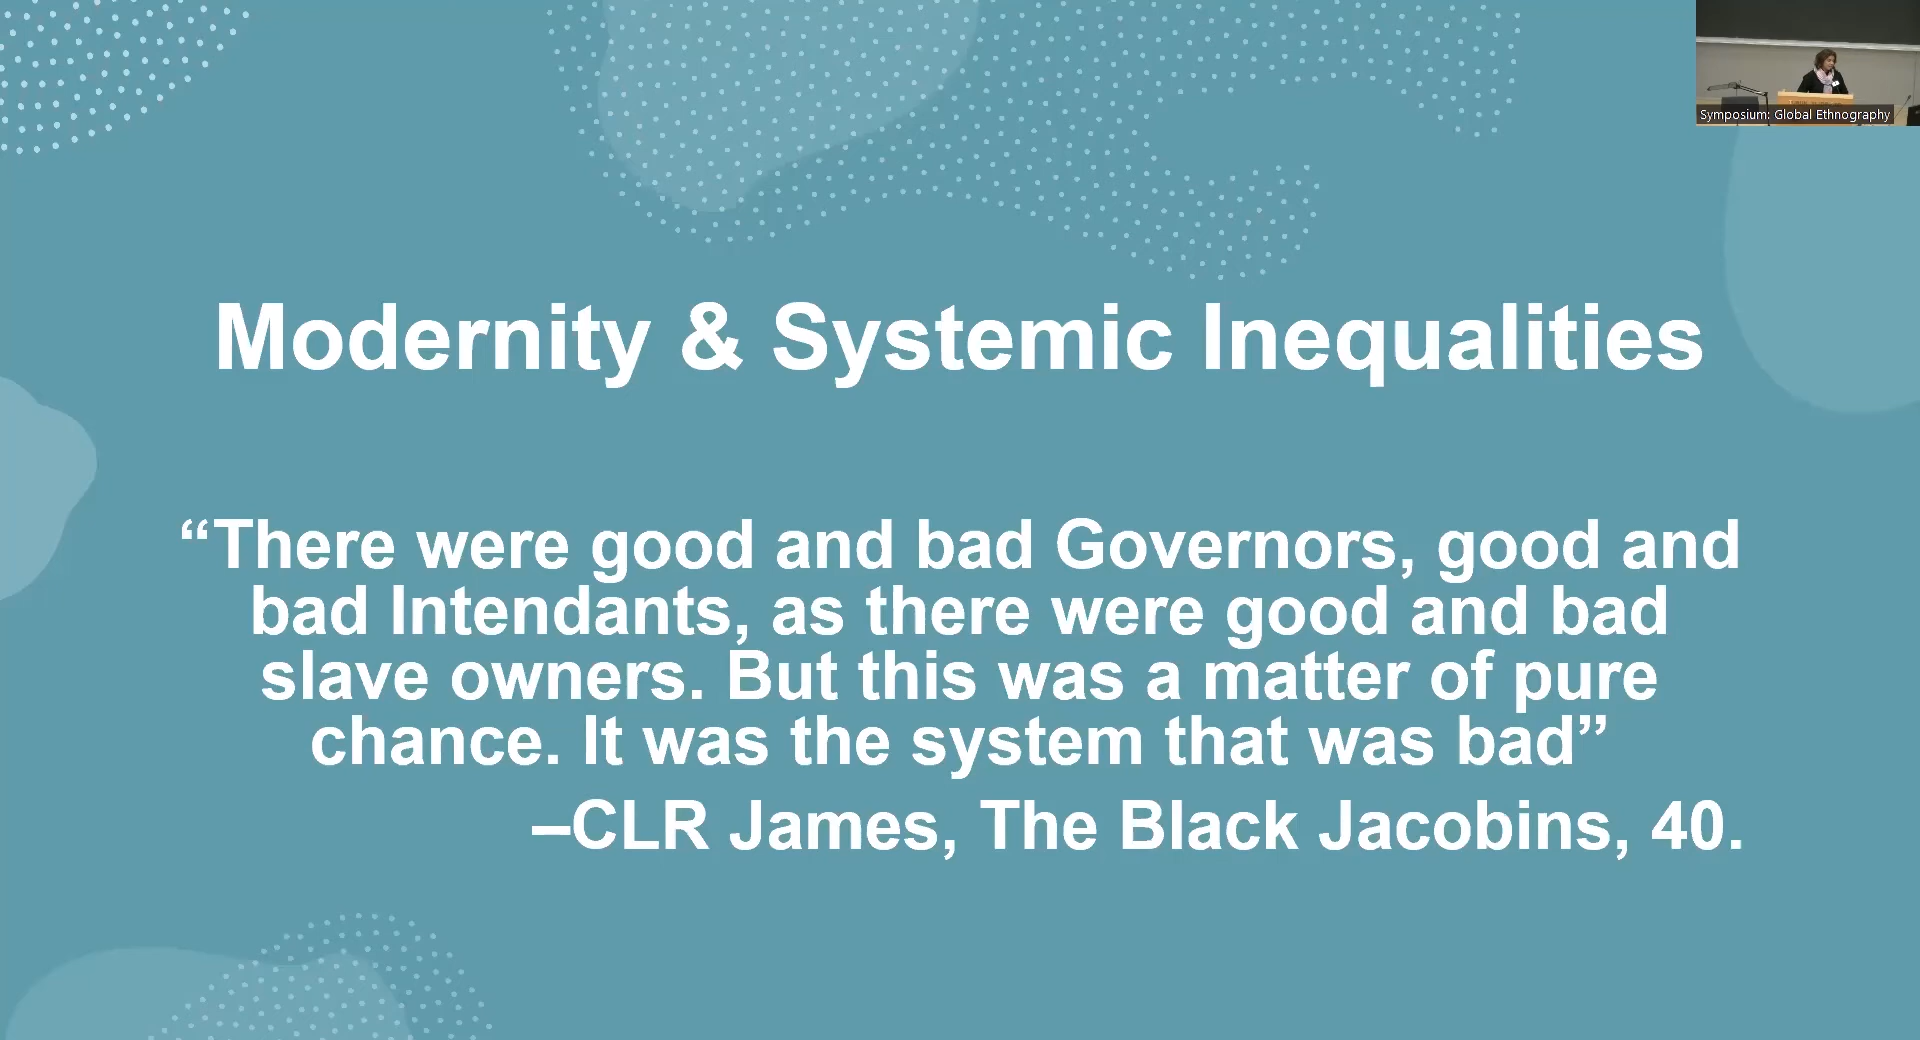 Symposium: Global Ethnography
Modernity & Systemic Inequalities
“There were good and bad Governors, good and
bad Intendants, as there were good and bad
slave owners. But this was a matter of pure
chance. It was the system that was bad”
–CLR James, The Black Jacobins, 40.